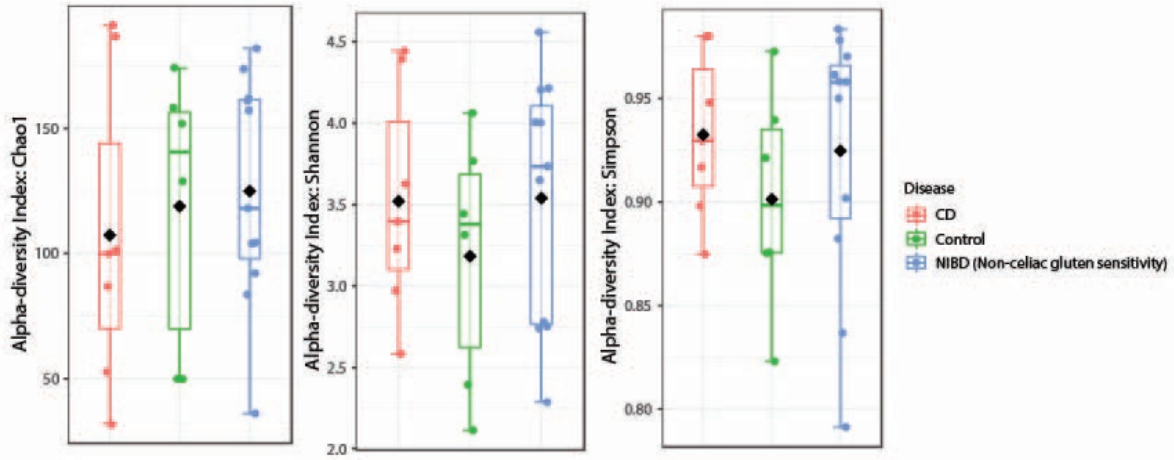 Alpha-diversity Index: Chao1
150
100
50
Alpha-diversity Index: Shannon
4.5
4.0
3.5
3.0
2.5
2.0
Alpha-diversity Index: Simpson
0.95
0.90
0.85
0.80
Disease
CD
Control
NIBD (Non-celiac gluten sensitivity)